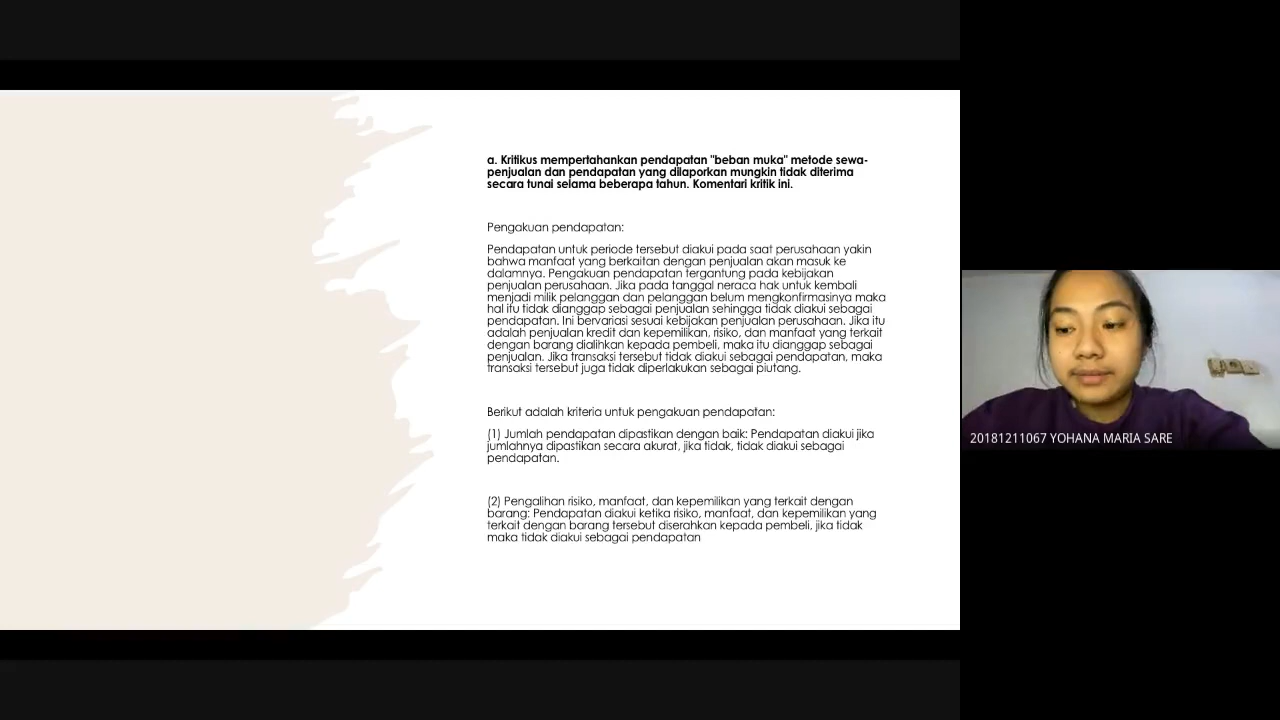 a. Kritikus mempertahankan pendapatan "beban muka" metode sewa-
penjualan dan pendapatan yang dilaporkan mungkin tidak diterima
secara tunai selama beberapa tahun. Komentari kritik ini.
Pengakuan pendapatan:
Pendapatan untuk periode tersebut diakui pada saat perusahaan yakin
bahwa manfaat yang berkaitan dengan penjualan akan masuk ke
dalamnya. Pengakuan pendapatan tergantung pada kebijakan
penjualan perusahaan. Jika pada tanggal neraca hak untuk kembali
menjadi milik pelanggan dan pelanggan belum mengkonfirmasinya maka
hal itu tidak dianggap sebagai penjualan sehingga tidak diakui sebagai
pendapatan. Ini bervariasi sesuai kebijakan penjualan perusahaan. Jika itu
adalah penjualan kredit dan kepemilikan, risiko, dan manfaat yang terkait
dengan barang dialihkan kepada pembeli, maka itu dianggap sebagai
penjualan. Jika transaksi tersebut tidak diakui sebagai pendapatan, maka
transaksi tersebut juga tidak diperlakukan sebagai piutang.
Berikut adalah kriteria untuk pengakuan pendapatan:
(1) Jumlah pendapatan dipastikan dengan baik: Pendapatan diakui jika
jumlahnya dipastikan secara akurat, jika tidak, tidak diakui sebagai
pendapatan.
(2) Pengalihan risiko, manfaat, dan kepemilikan yang terkait dengan
barang: Pendapatan diakui ketika risiko, manfaat, dan kepemilikan yang
terkait dengan barang tersebut diserahkan kepada pembeli, jika tidak
maka tidak diakui sebagai pendapatan
20181211067 YOHANA MARIA SARE